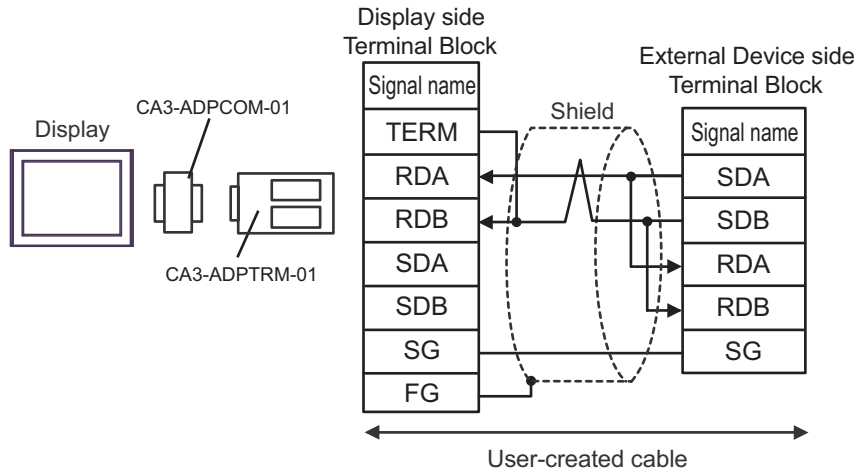 Display side
Terminal Block
External Device side
Terminal Block
Signal name
CA3-ADPCOM-01
Shield
Display
TERM
Signal name
RDA
SDA
RDB
SDB
SDA
RDA
SDB
RDB
CA3-ADPTRM-01
SG
SG
FG
User-created cable